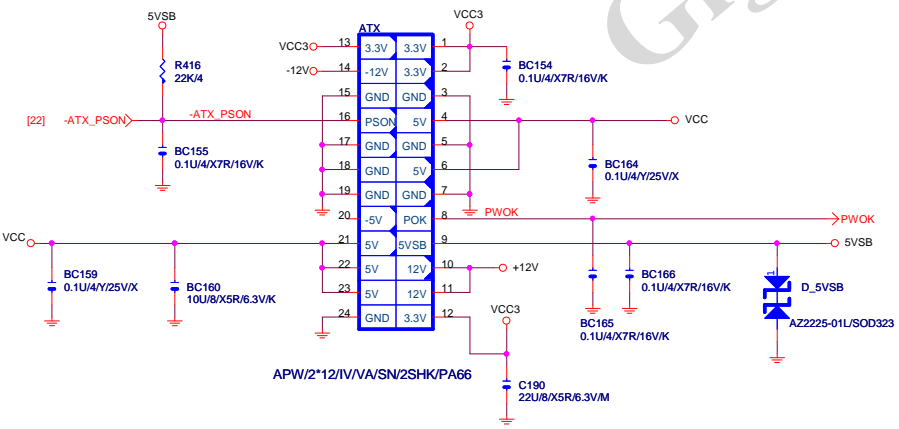 5VSB
R416
22K/4
[22]
-ATX_PSON
-ATX_PSON
BC155
0.1U/4/X7R/16V/K
ATX
VCC3
VCC3
-12V
13 3.3V 3.3V 1
14 -12V 3.3V 2
15 GND GND 3
16 PSON 5V 4
17 GND GND 5
18 GND 5V 6
19 GND GND 7
20 -5V POK 8
21 5V 5VSB 9
22 5V 12V 10
23 5V 12V 11
24 GND 3.3V 12
BC154
0.1U/4/X7R/16V/K
VCC
BC164
0.1U/4/Y/25V/X
PWOK
PWOK
5VSB
+12V
VCC
BC159
0.1U/4/Y/25V/X
BC160
10U/8/X5R/6.3V/K
BC166
0.1U/4/X7R/16V/K
BC165
0.1U/4/X7R/16V/K
1
D_5VSB
AZ2225-01L/SOD323
VCC3
C190
22U/8/X5R/6.3V/M
APW/2*12/IV/VA/SN/2SHK/PA66